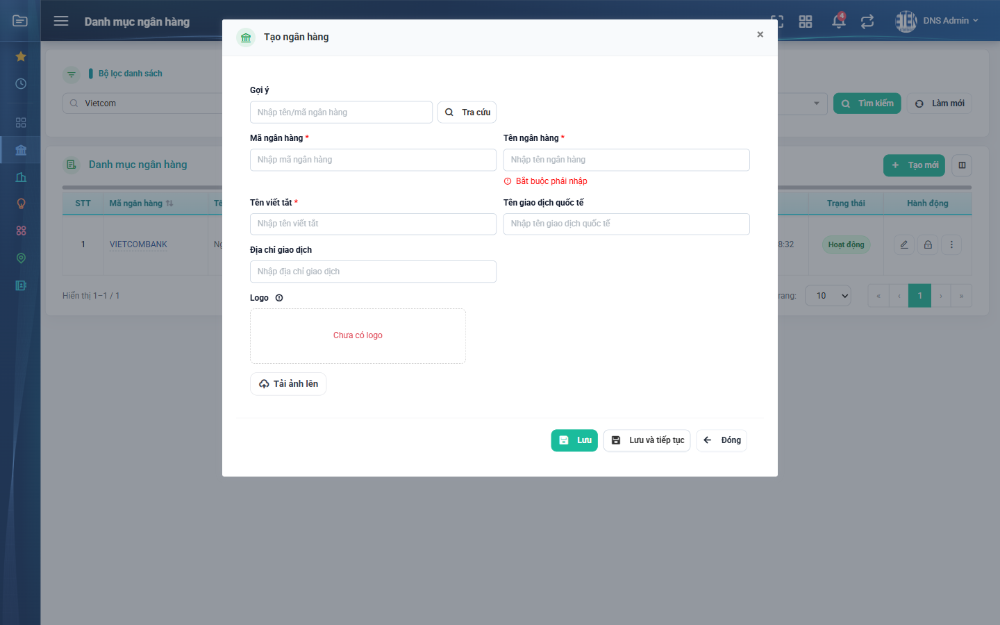 Danh mục ngân hàng
4
DNS Admin
Tạo ngân hàng
×
Bộ lọc danh sách
Vietcom
Tìm kiếm
Làm mới
Gợi ý
Nhập tên/mã ngân hàng
Tra cứu
Mã ngân hàng *
Tên ngân hàng *
Nhập mã ngân hàng
Nhập tên ngân hàng
Bắt buộc phải nhập
Tên viết tắt *
Tên giao dịch quốc tế
Nhập tên viết tắt
Nhập tên giao dịch quốc tế
Địa chỉ giao dịch
Nhập địa chỉ giao dịch
Logo
Chưa có logo
Tải ảnh lên
Lưu
Lưu và tiếp tục
Đóng
Danh mục ngân hàng
Tạo mới
STT
Mã ngân hàng
Trạng thái
Hành động
1
VIETCOMBANK
8:32
Hoạt động
Hiển thị 1–1 / 1
10
« ‹ 1 › »